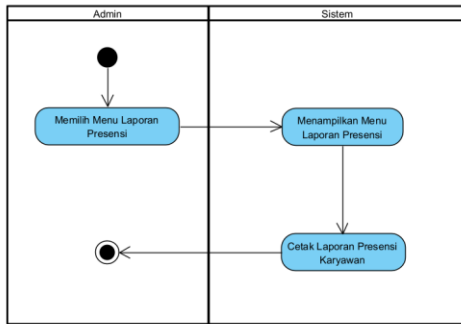 Admin
Sistem
Memilih Menu Laporan
Presensi
Menampilkan Menu
Laporan Presensi
Cetak Laporan Presensi
Karyawan